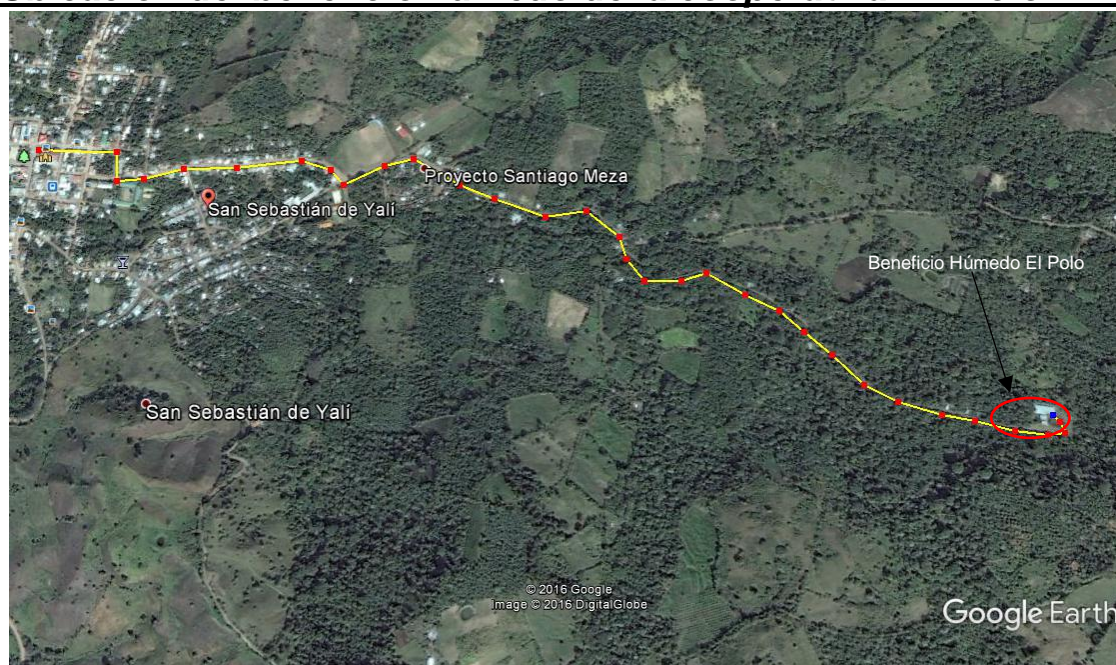 Proyecto Santiago Meza
San Sebastián de Yalí
Beneficio Húmedo El Polo
San Sebastián de Yalí
© 2016 Google
Image © 2016 DigitalGlobe
Google Earth